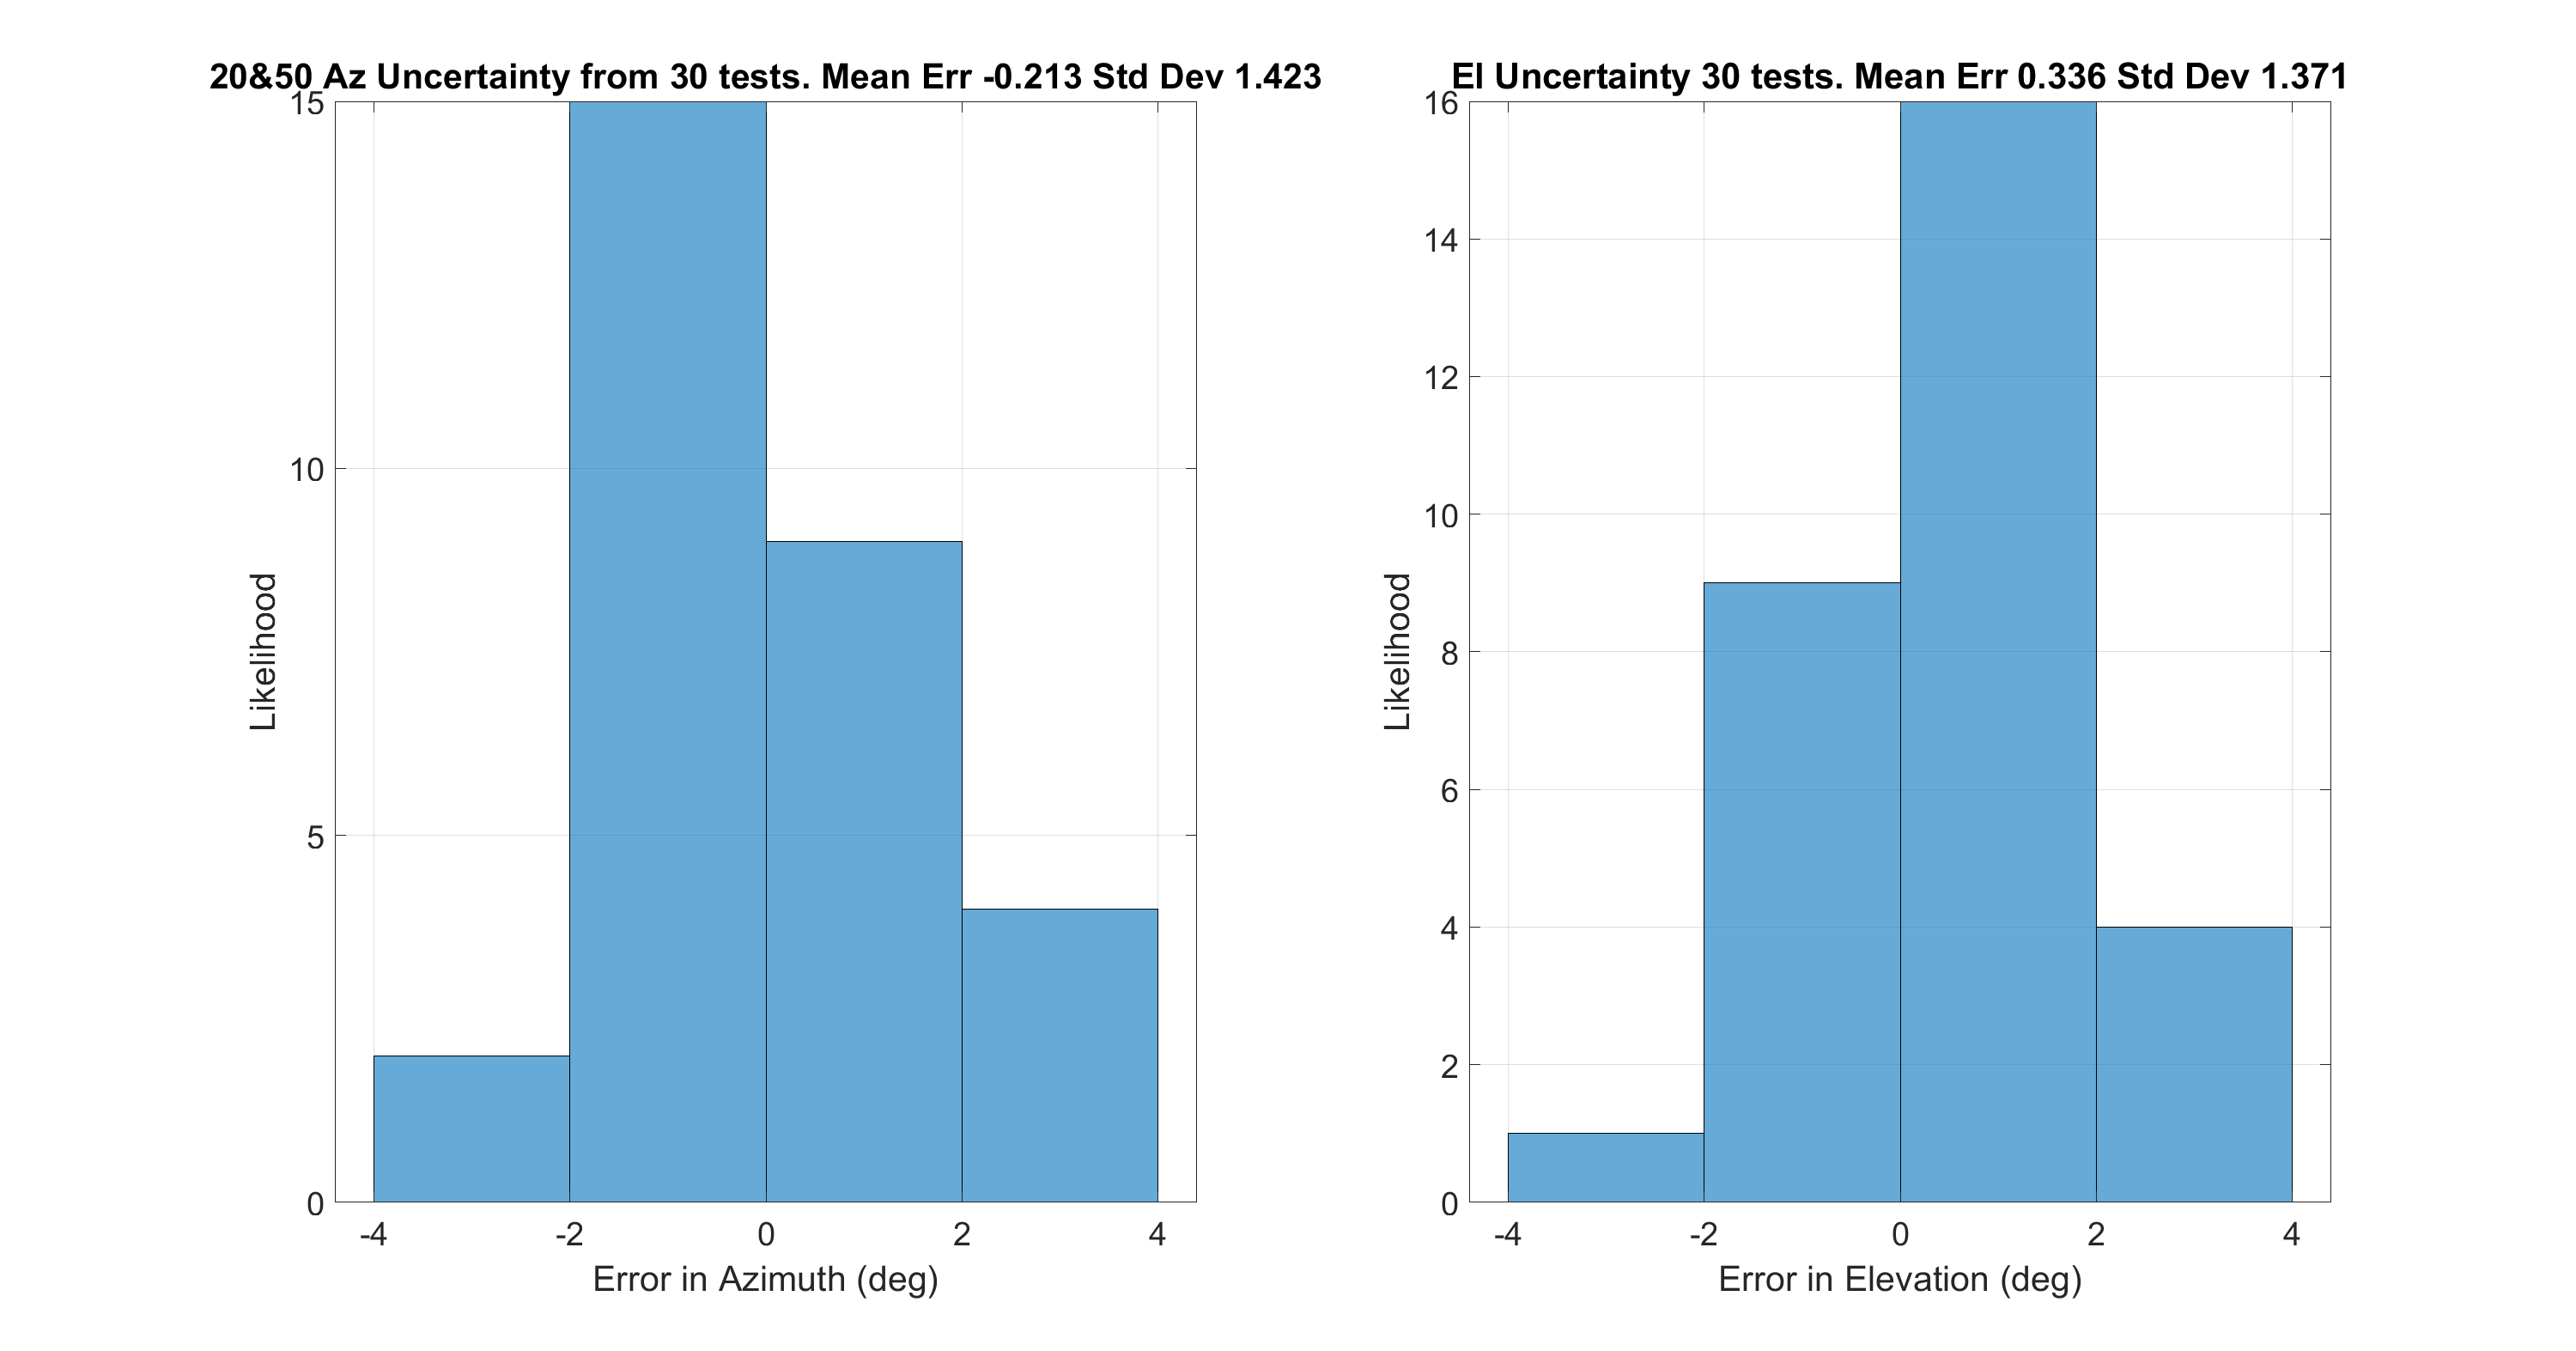 20&50 Az Uncertainty from 30 tests. Mean Err -0.213 Std Dev 1.423
15
10
5
0
Likelihood
-4 -2 0 2 4
Error in Azimuth (deg)
El Uncertainty 30 tests. Mean Err 0.336 Std Dev 1.371
16
14
12
10
8
6
4
2
0
Likelihood
-4 -2 0 2 4
Error in Elevation (deg)